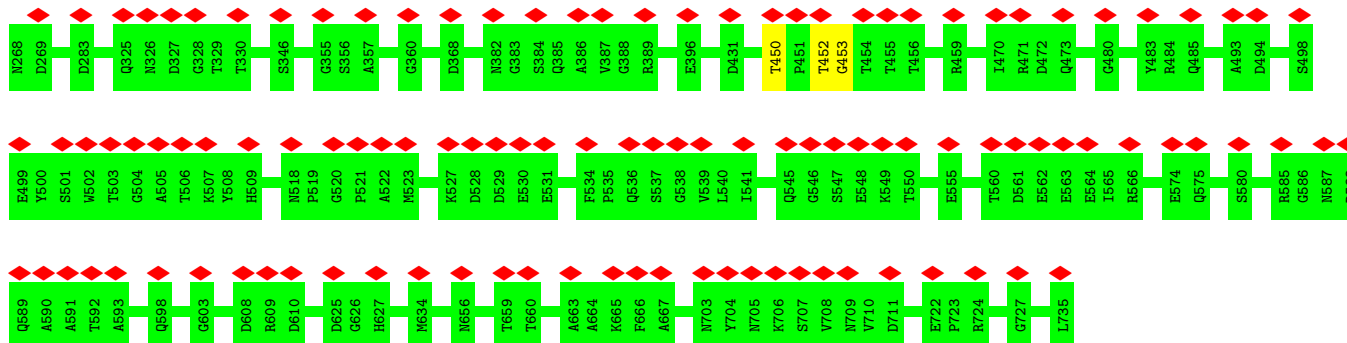 N268 D269 D283 Q325 N326 D327 G328 T329 T330 S346 G355 S356 A357 G360 D368 N382 G383 S384 Q385 A386 V387 G388 R389 E396 D431 T450 P451 T452 G453 T454 T455 T456 R459 I470 R471 D472 Q473 G480 Y483 R484 Q485 A493 D494 S498
E499 Y500 S501 W502 T503 G504 A505 T506 K507 Y508 H509 N518 P519 G520 P521 A522 M523 K527 D528 D529 E530 E531 F534 P535 Q536 S537 G538 V539 L540 I541 Q545 G546 S547 E548 K549 T550 E555 T560 D561 E562 E563 E564 I565 R566 E574 Q575 S580 R585 G586 N587
Q589 A590 A591 T592 A593 Q598 G603 D608 R609 D610 D625 G626 H627 M634 N656 T659 T660 A663 A664 K665 F666 A667 N703 Y704 N705 K706 S707 V708 N709 V710 D711 E722 P723 R724 G727 L735